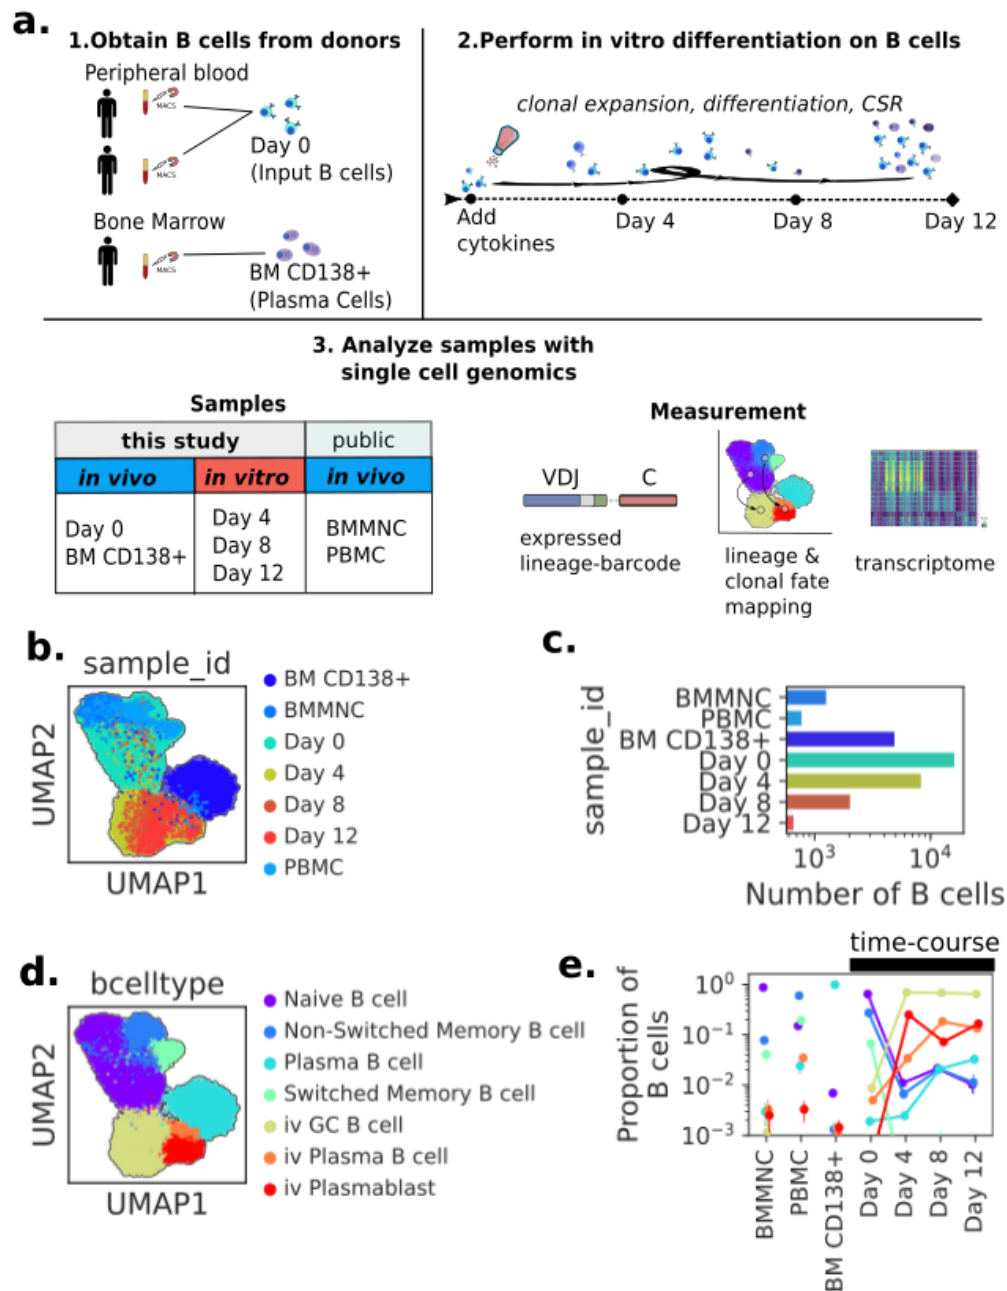 a.
1.Obtain B cells from donors
Peripheral blood
MACS
MACS
Day 0
(Input B cells)
Bone Marrow
MACS
BM CD138+
(Plasma Cells)
2.Perform in vitro differentiation on B cells
clonal expansion, differentiation, CSR
Add
cytokines
Day 4
Day 8
Day 12
3. Analyze samples with
single cell genomics
Samples
this study
public
in vivo
in vitro
in vivo
Day 0
BM CD138+
Day 4
Day 8
Day 12
BMMNC
PBMC
Measurement
VDJ
C
expressed
lineage-barcode
lineage &
clonal fate
mapping
transcriptome
b.
sample_id
UMAP2
UMAP1
BM CD138+
BMMNC
Day 0
Day 4
Day 8
Day 12
PBMC
c.
sample_id
BMMNC
PBMC
BM CD138+
Day 0
Day 4
Day 8
Day 12
10³
10⁴
Number of B cells
d.
bcelltype
UMAP2
UMAP1
Naive B cell
Non-Switched Memory B cell
Plasma B cell
Switched Memory B cell
iv GC B cell
iv Plasma B cell
iv Plasmablast
e.
time-course
Proportion of
B cells
10⁰
10⁻¹
10⁻²
10⁻³
BMMNC
PBMC
BM CD138+
Day 0
Day 4
Day 8
Day 12